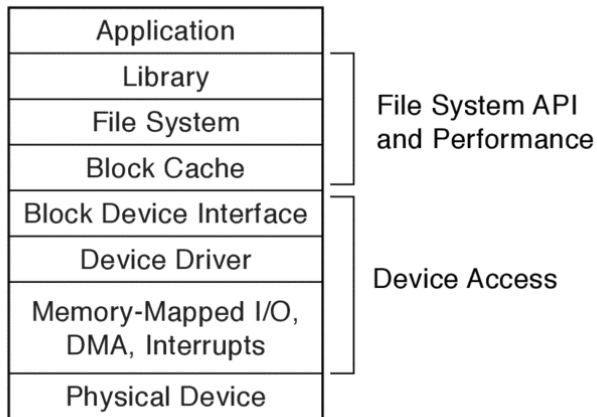 Application
Library
File System
Block Cache
Block Device Interface
Device Driver
Memory-Mapped I/O,
DMA, Interrupts
Physical Device
File System API
and Performance
Device Access